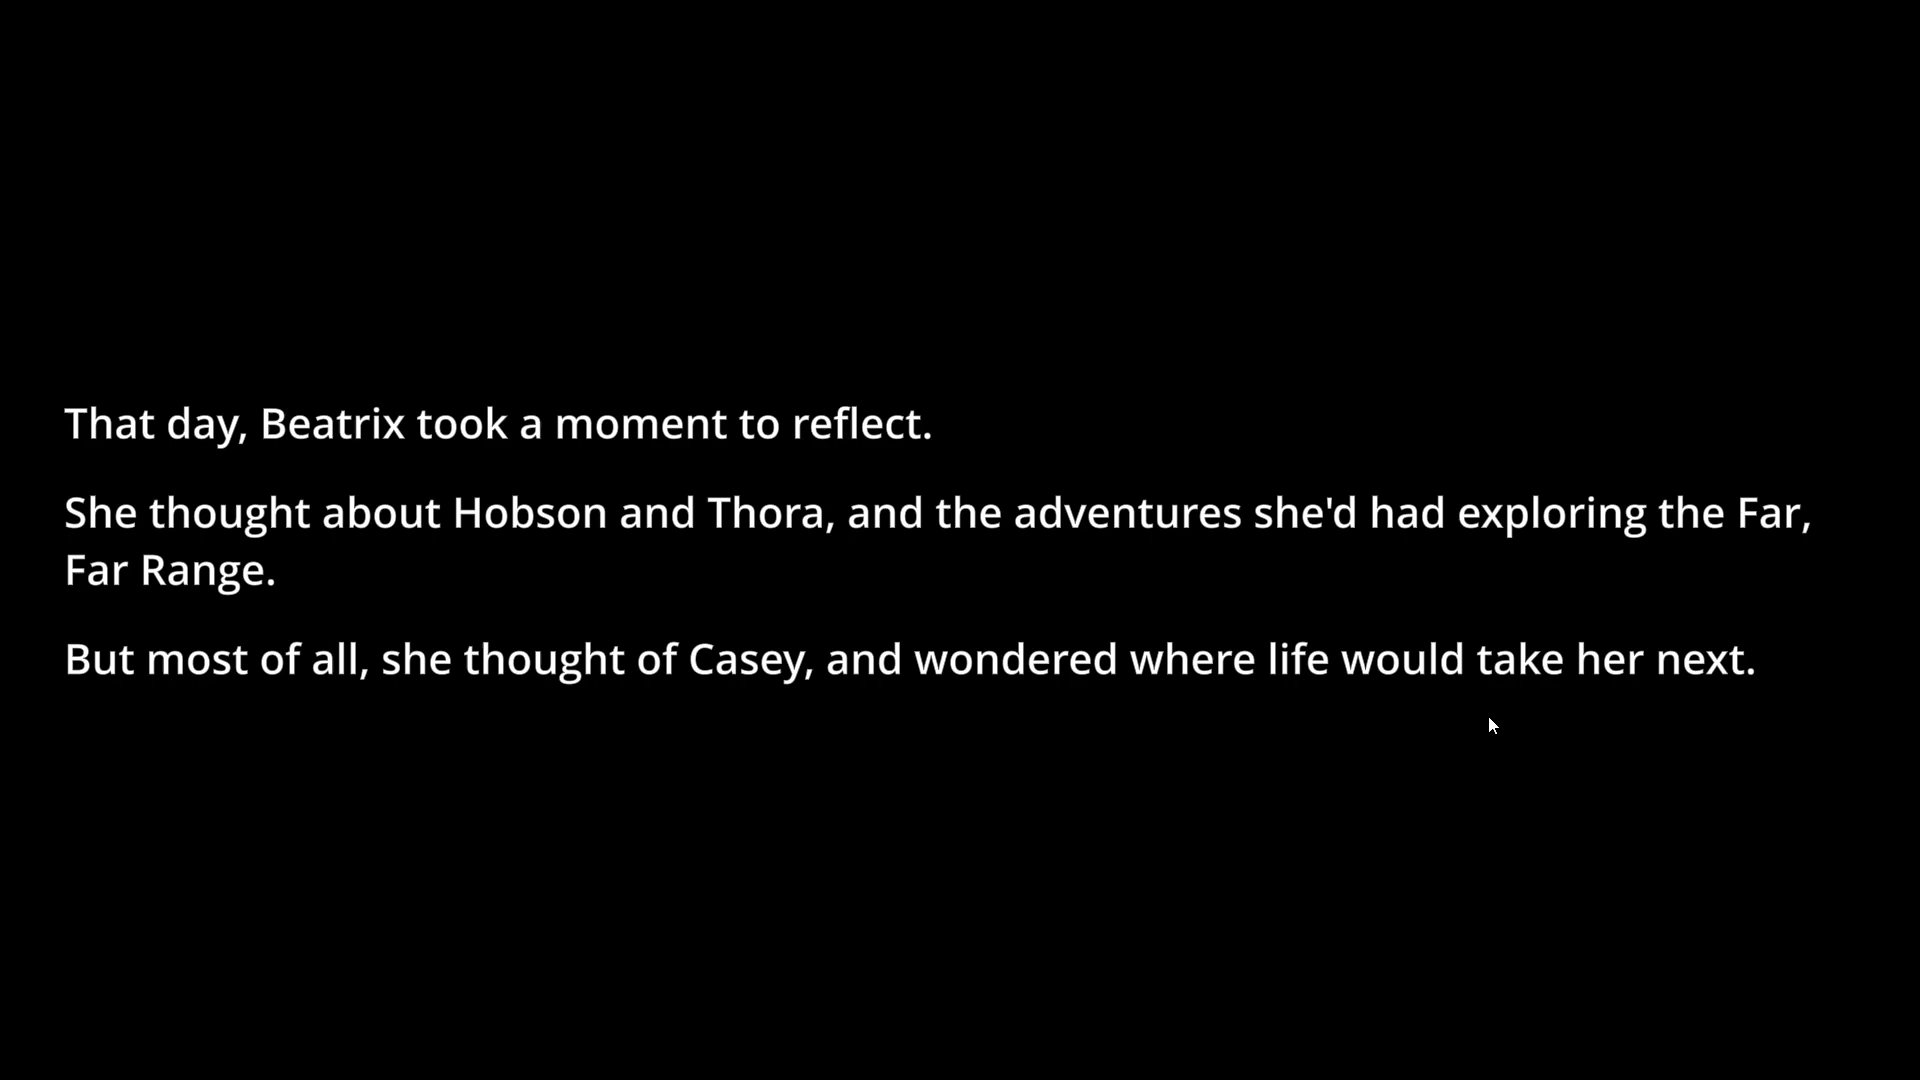 That day, Beatrix took a moment to reflect.
She thought about Hobson and Thora, and the adventures she'd had exploring the Far,
Far Range.
But most of all, she thought of Casey, and wondered where life would take her next.